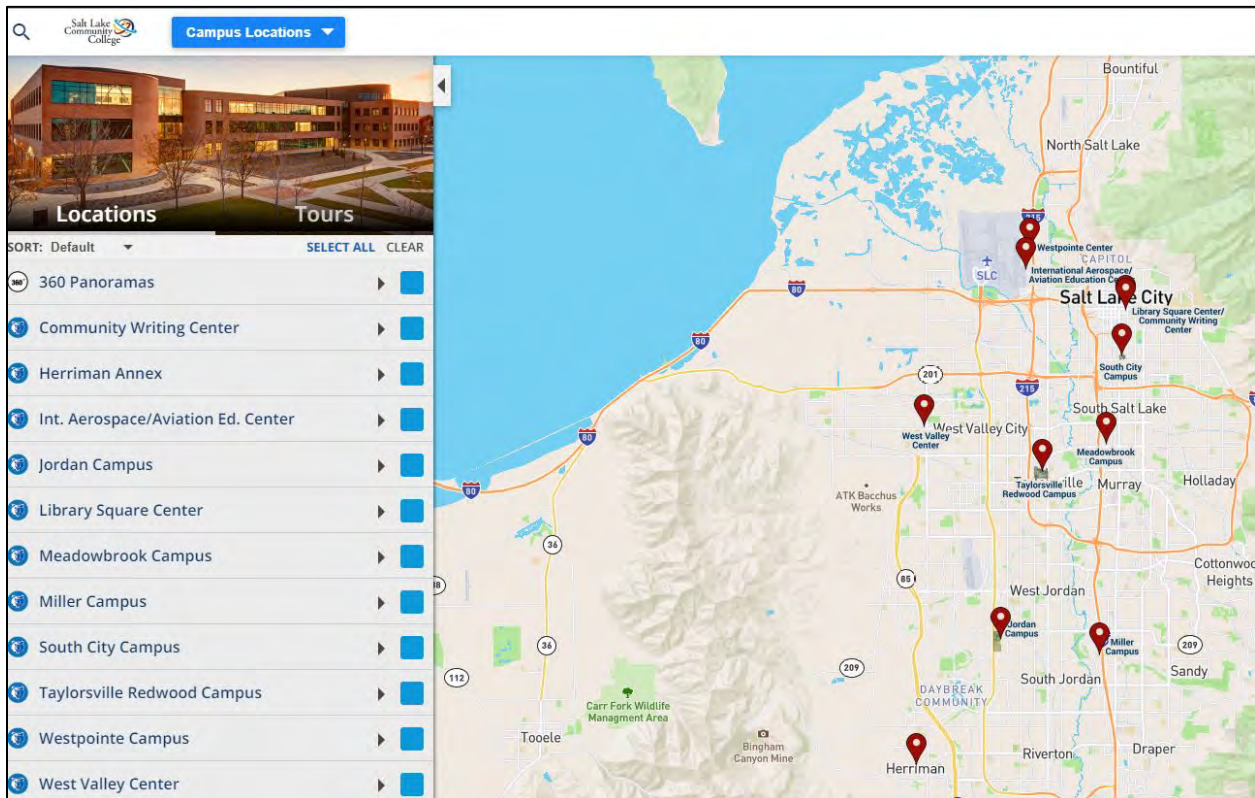 Salt Lake
Community
College
Campus Locations
Locations
Tours
SORT: Default
SELECT ALL CLEAR
360°
360 Panoramas
Community Writing Center
Herriman Annex
Int. Aerospace/Aviation Ed. Center
Jordan Campus
Library Square Center
Meadowbrook Campus
Miller Campus
South City Campus
Taylorsville Redwood Campus
Westpointe Campus
West Valley Center
Bountiful
North Salt Lake
215
Westpointe Center
CAPITOL
International Aerospace/
Aviation Education
SLC
80
Salt Lake City
Library Square Center/
Community Writing
Center
80
South City
Campus
201
215
South Salt Lake
West Valley
Center
West Valley City
80
Meadowbrook
Campus
Taylorsville
Redwood Campus
Murray
Holladay
80
ATK Bacchus
Works
36
Cottonwood
Heights
85
West Jordan
Jordan
Campus
Miller
Campus
36
209
209
Sandy
112
South Jordan
DAYBREAK
COMMUNITY
Carr Fork Wildlife
Managment Area
Tooele
Bingham
Canyon Mine
Herriman
Riverton
Draper